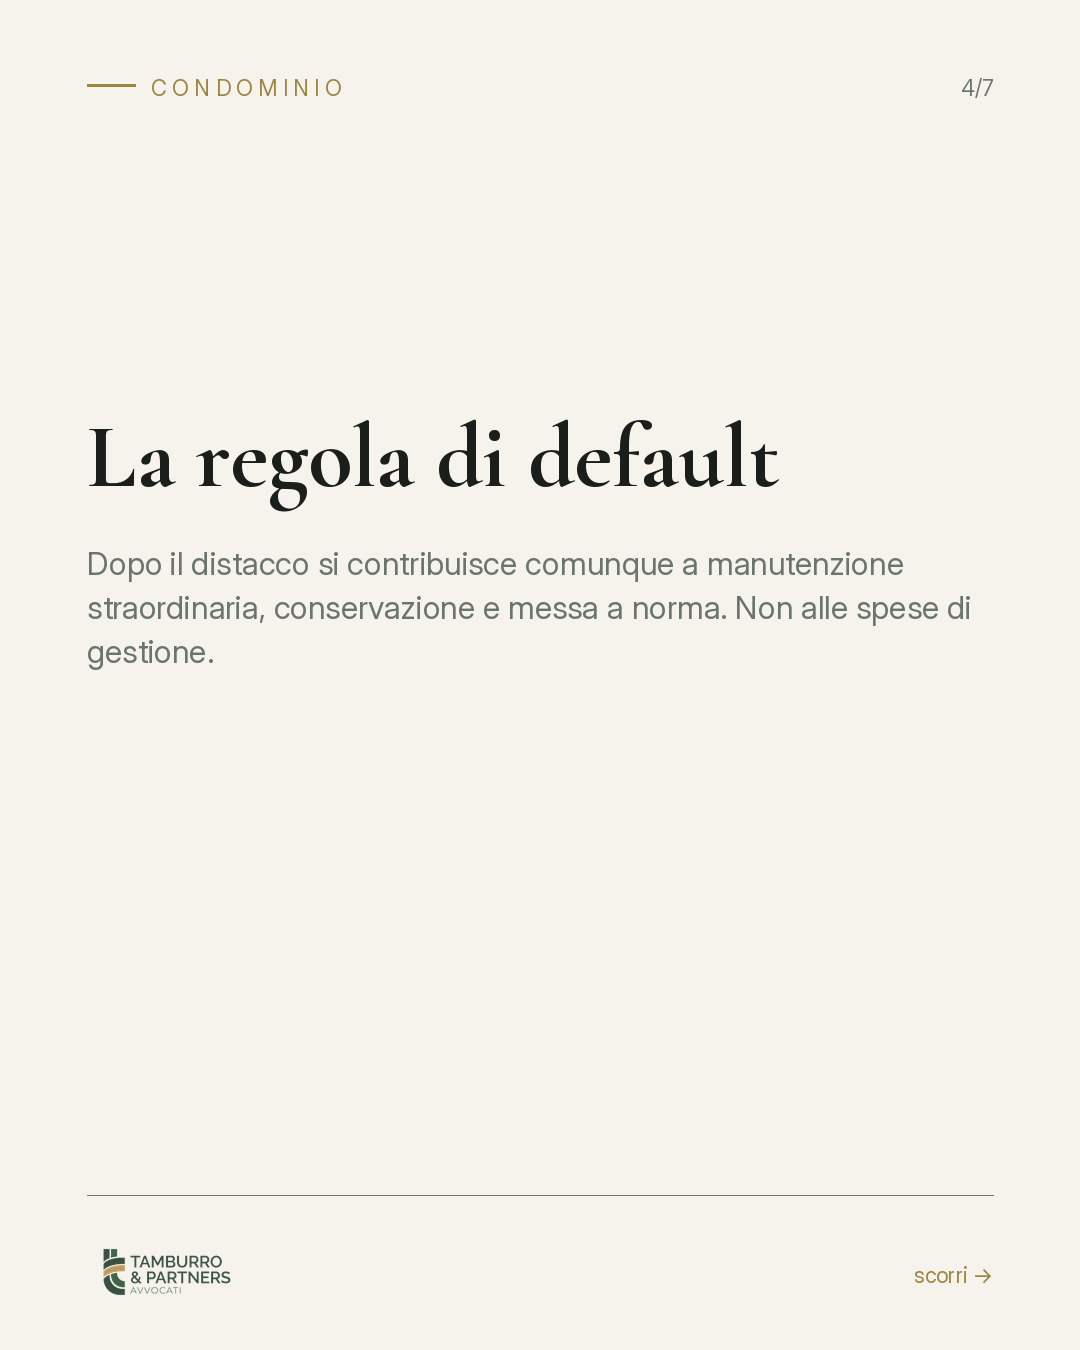 CONDOMINIO
4/7
La regola di default
Dopo il distacco si contribuisce comunque a manutenzione
straordinaria, conservazione e messa a norma. Non alle spese di
gestione.
TAMBURRO
& PARTNERS
AVVOCATI
scorri →